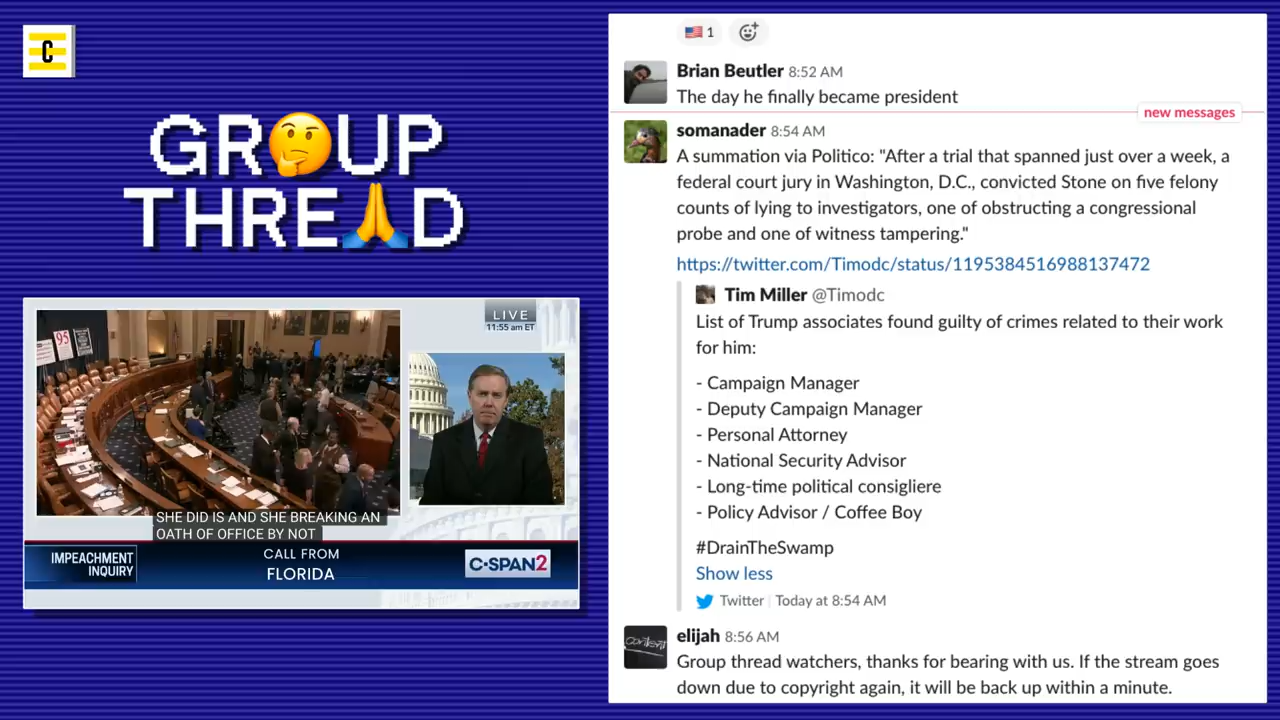 C
GR🤔UP
THRE🙏D
LIVE
11:55 am ET
95
SHE DID IS AND SHE BREAKING AN
OATH OF OFFICE BY NOT
IMPEACHMENT
INQUIRY
CALL FROM
FLORIDA
C-SPAN2
1
Brian Beutler 8:52 AM
The day he finally became president
new messages
somanader 8:54 AM
A summation via Politico: "After a trial that spanned just over a week, a
federal court jury in Washington, D.C., convicted Stone on five felony
counts of lying to investigators, one of obstructing a congressional
probe and one of witness tampering."
https://twitter.com/Timodc/status/1195384516988137472
Tim Miller @Timodc
List of Trump associates found guilty of crimes related to their work
for him:
- Campaign Manager
- Deputy Campaign Manager
- Personal Attorney
- National Security Advisor
- Long-time political consigliere
- Policy Advisor / Coffee Boy
#DrainTheSwamp
Show less
Twitter | Today at 8:54 AM
elijah 8:56 AM
Group thread watchers, thanks for bearing with us. If the stream goes
down due to copyright again, it will be back up within a minute.